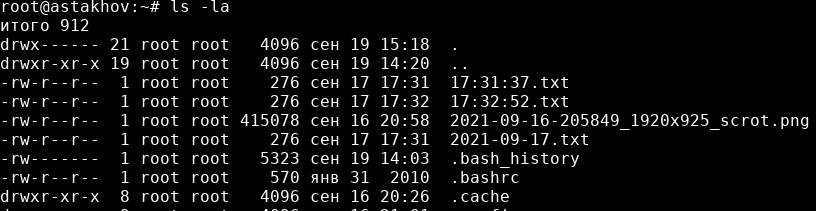 root@astakhov:~# ls -la
итого 912
drwx------ 21 root root   4096 сен 19 15:18  .
drwxr-xr-x 19 root root   4096 сен 19 14:20  ..
-rw-r--r--  1 root root    276 сен 17 17:31  17:31:37.txt
-rw-r--r--  1 root root    276 сен 17 17:32  17:32:52.txt
-rw-r--r--  1 root root 415078 сен 16 20:58  2021-09-16-205849_1920x925_scrot.png
-rw-r--r--  1 root root    276 сен 17 17:31  2021-09-17.txt
-rw-------  1 root root   5323 сен 19 14:03  .bash_history
-rw-r--r--  1 root root    570 янв 31  2010  .bashrc
drwxr-xr-x  8 root root   4096 сен 16 20:26  .cache